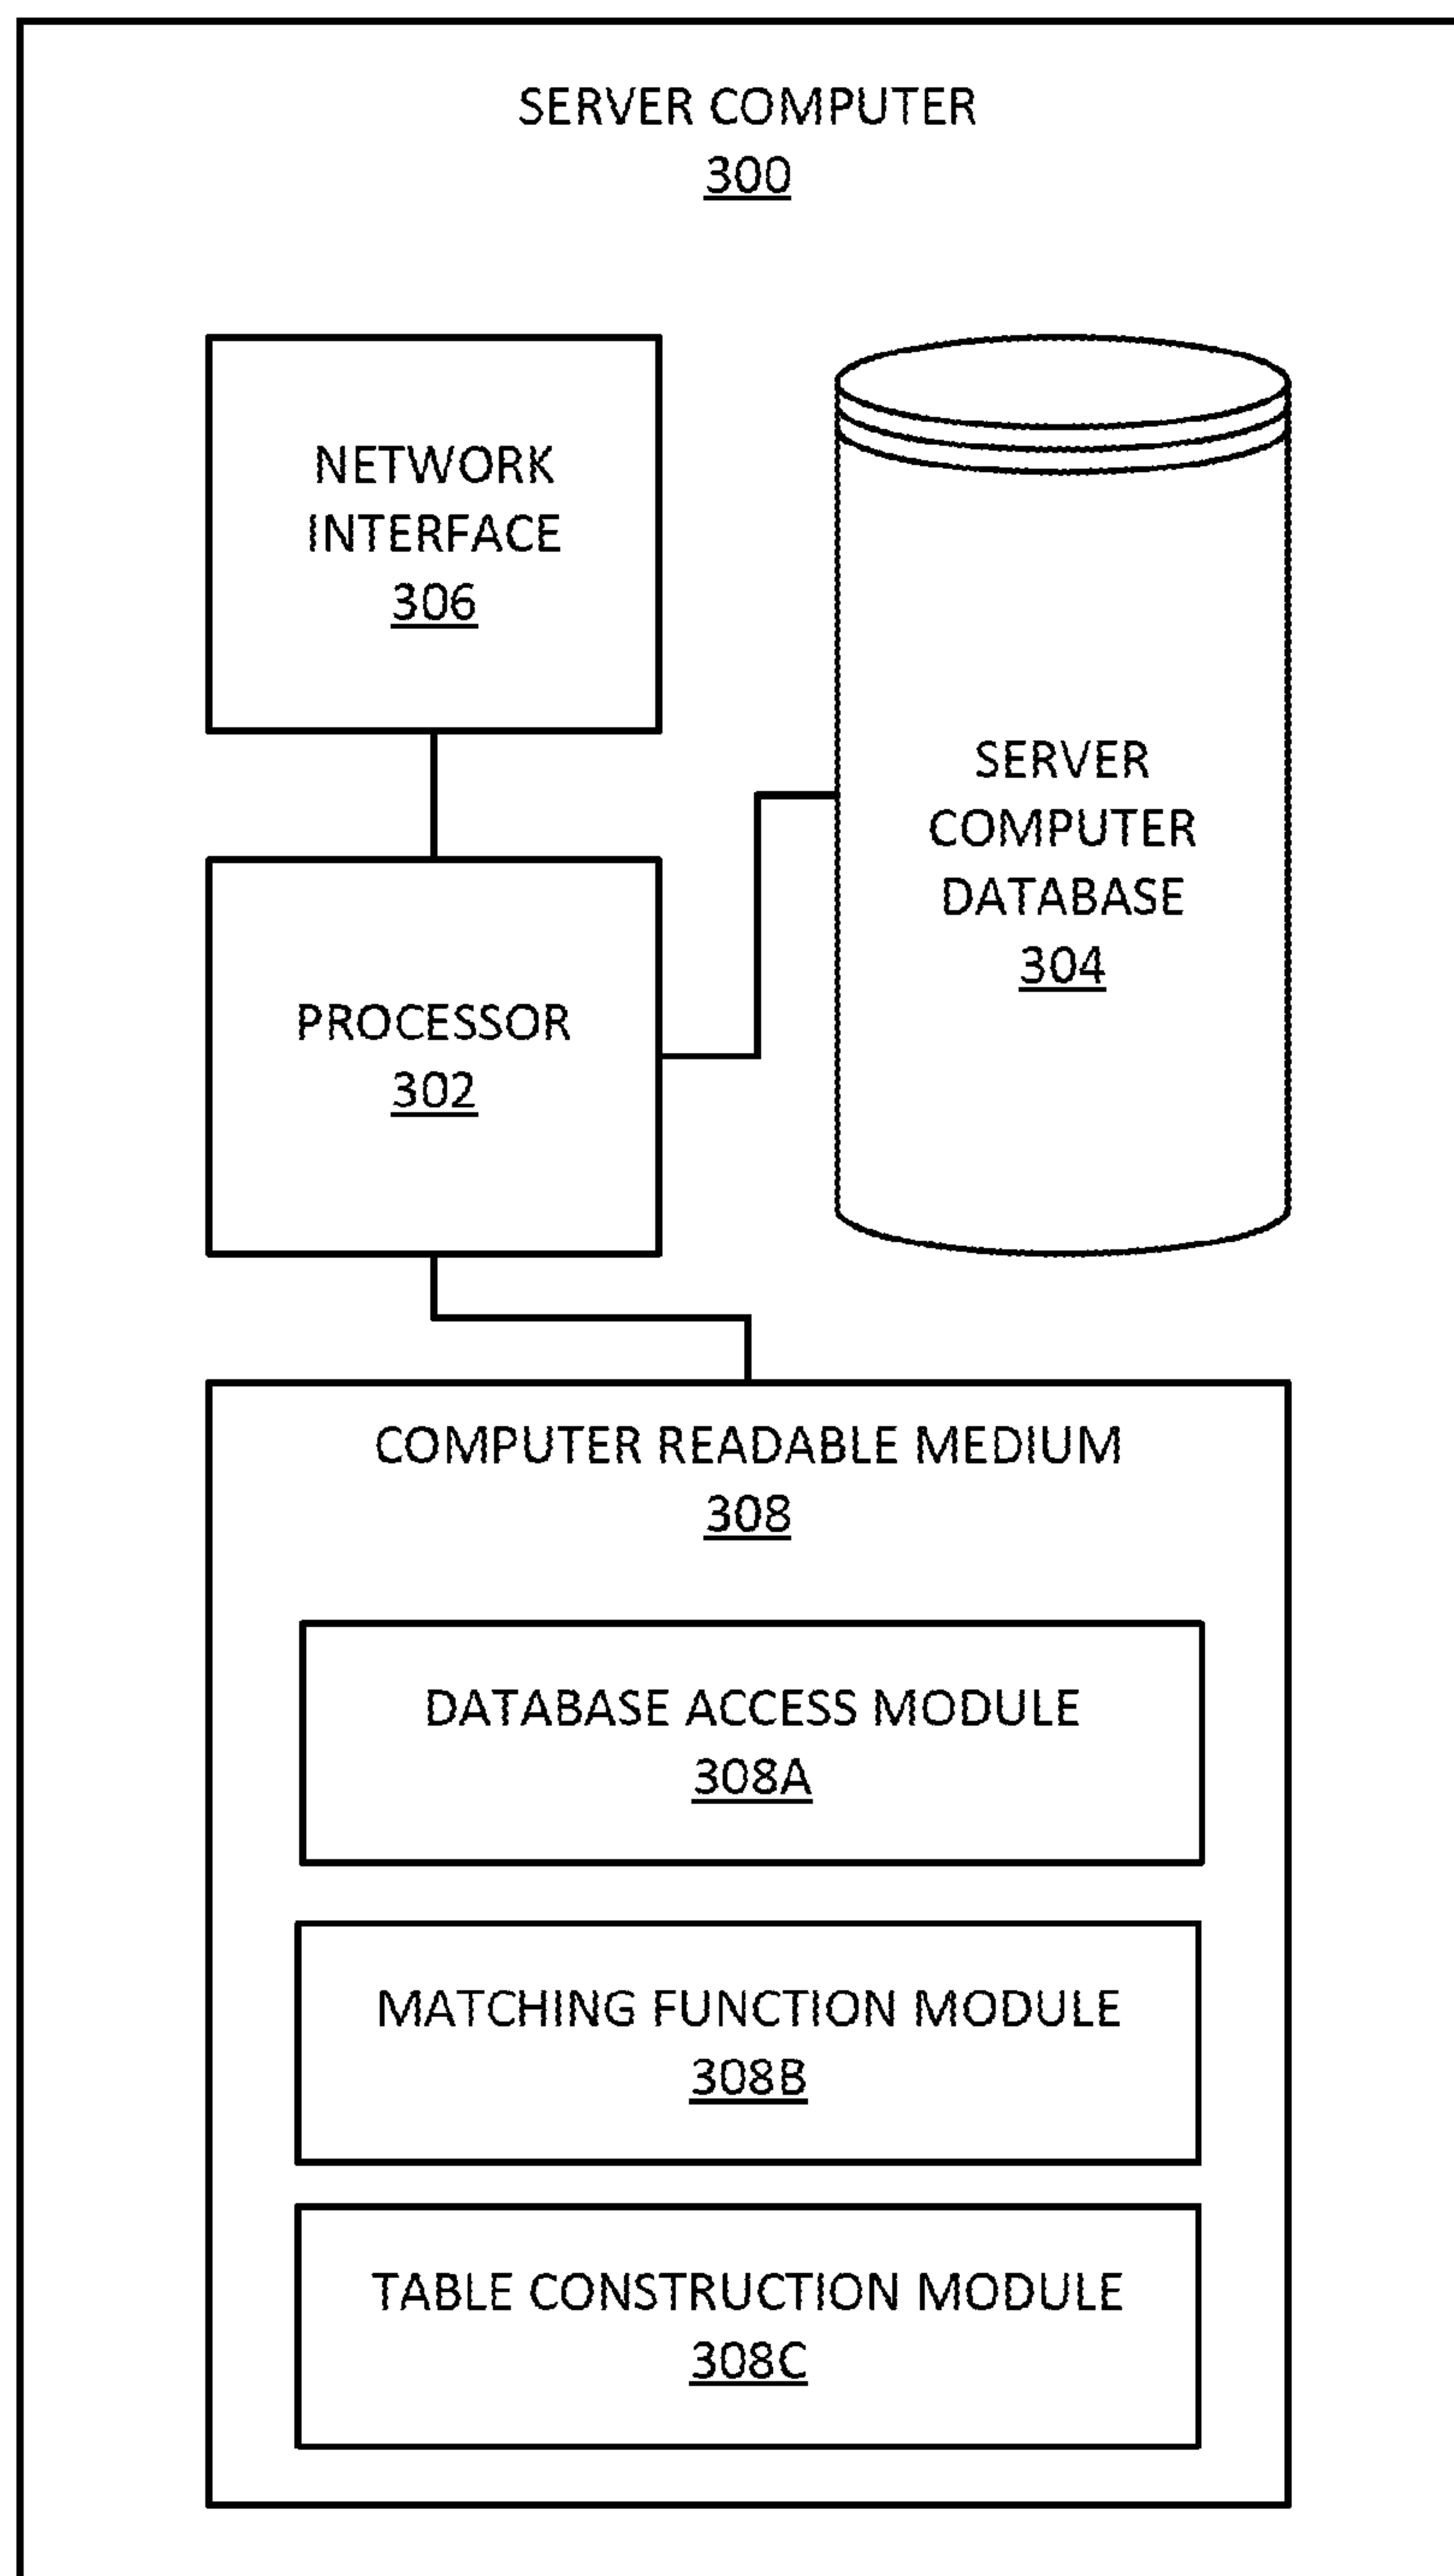 SERVER COMPUTER
300
NETWORK
INTERFACE
306
SERVER
COMPUTER
DATABASE
304
PROCESSOR
302
COMPUTER READABLE MEDIUM
308
DATABASE ACCESS MODULE
308A
MATCHING FUNCTION MODULE
308B
TABLE CONSTRUCTION MODULE
308C